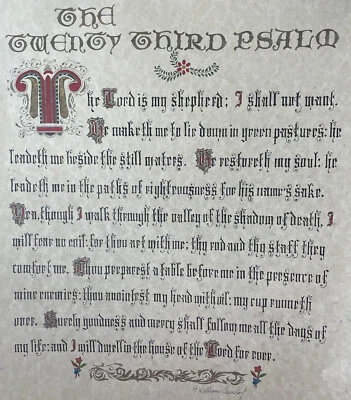 THE
TWENTY THIRD PSALM
The Lord is my shepherd; I shall not want.
He maketh me to lie down in green pastures: he
leadeth me beside the still waters. He restoreth my soul: he
leadeth me in the paths of righteousness for his name's sake.
Yea, though I walk through the valley of the shadow of death, I
will fear no evil: for thou art with me; thy rod and thy staff they
comfort me. Thou preparest a table before me in the presence of
mine enemies: thou anointest my head with oil: my cup runneth
over. Surely goodness and mercy shall follow me all the days of
my life: and I will dwell in the house of the Lord for ever.
William